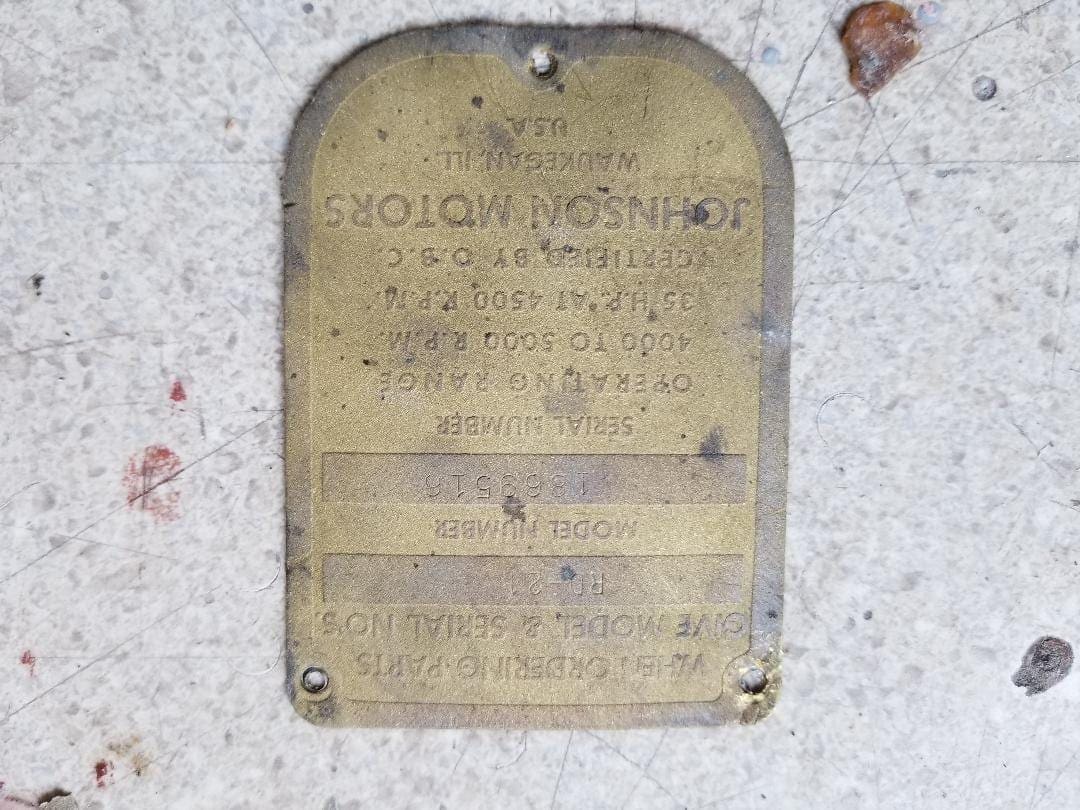 WHEN ORDERING PARTS
GIVE MODEL & SERIAL NO'S.
RD-21
MODEL NUMBER
1869516
SERIAL NUMBER
OPERATING RANGE
4000 TO 5000 R.P.M.
35 H.P. AT 4500 R.P.M.
CERTIFIED BY O.B.C.
JOHNSON MOTORS
WAUKEGAN, ILL.
U.S.A.